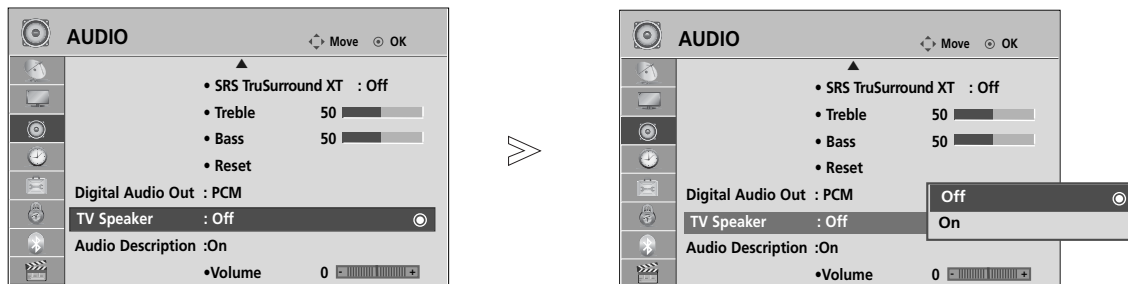 AUDIO
Move OK
• SRS TruSurround XT : Off
• Treble 50
• Bass 50
• Reset
Digital Audio Out : PCM
TV Speaker : Off
Audio Description :On
•Volume 0 - +
AUDIO
Move OK
• SRS TruSurround XT : Off
• Treble 50
• Bass 50
• Reset
Digital Audio Out : PCM
TV Speaker : Off
Off
On
Audio Description :On
•Volume 0 - +